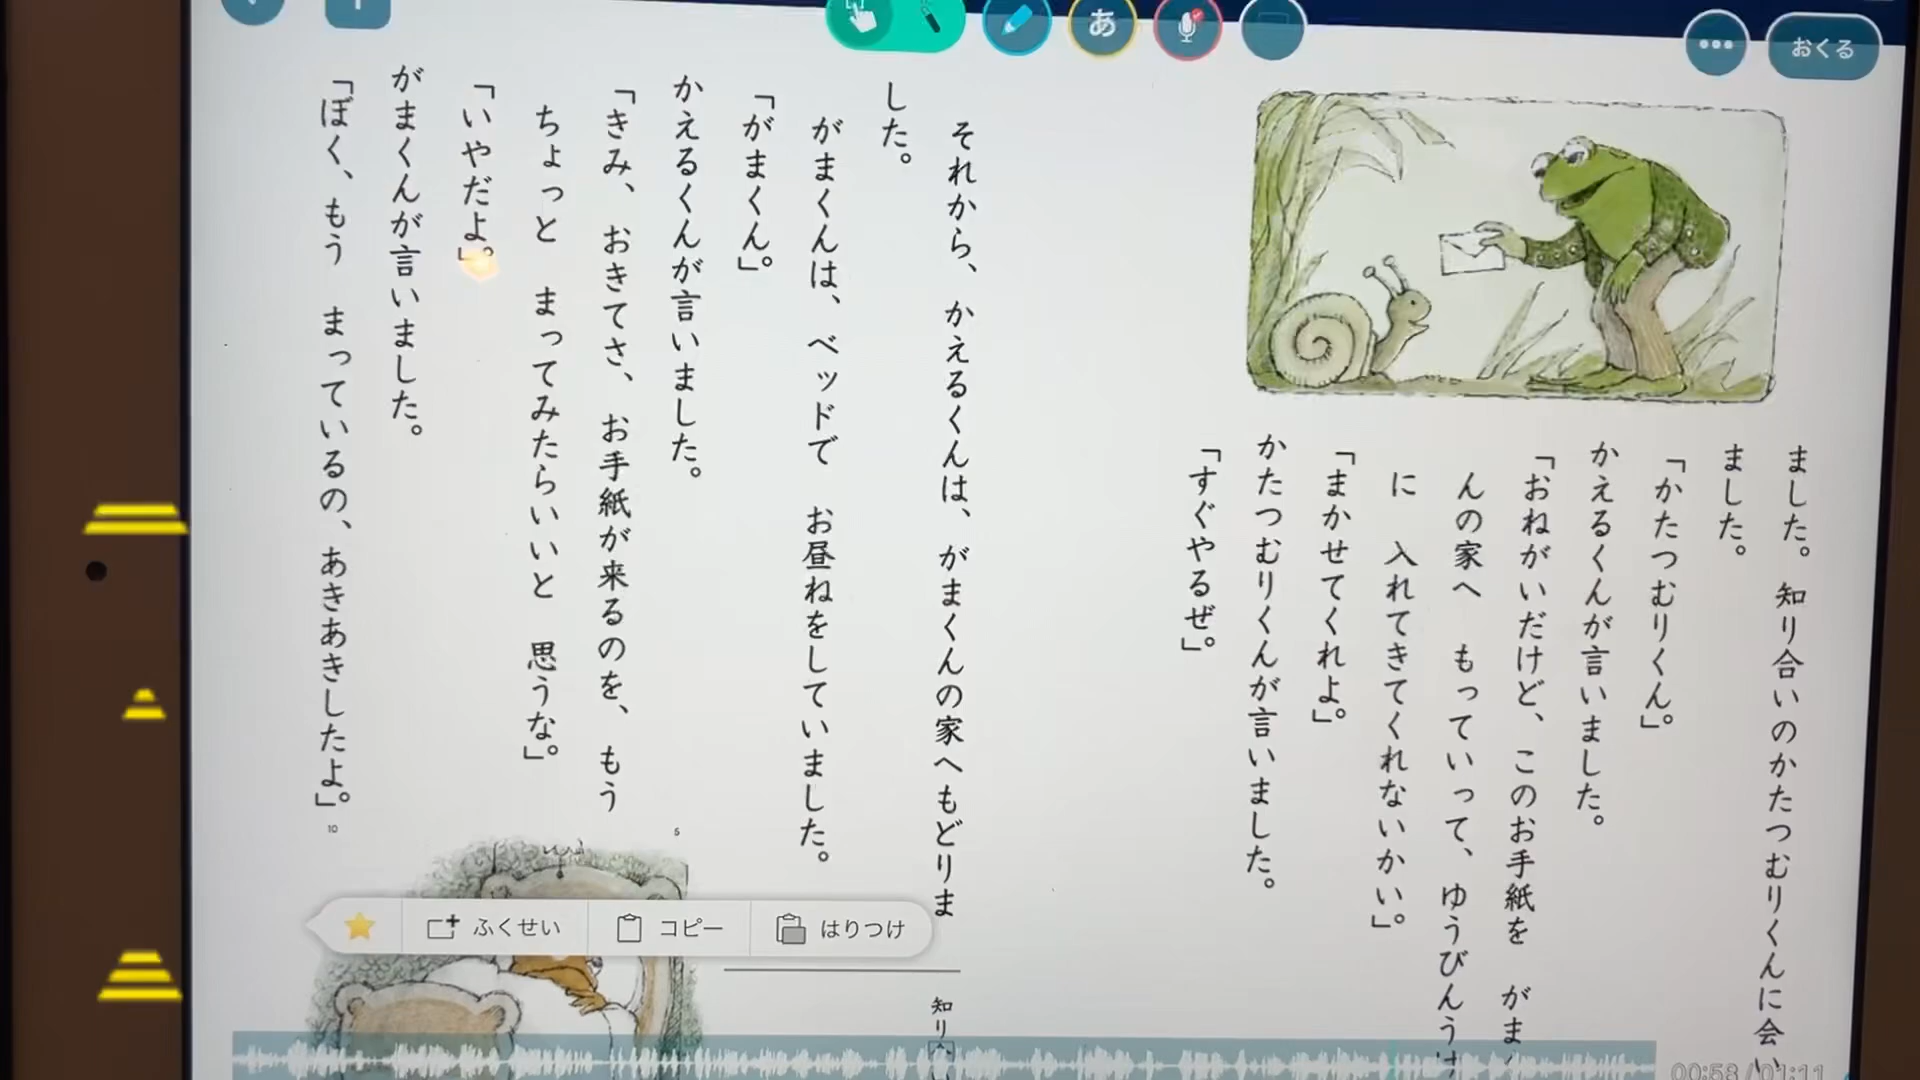 あ
おくる
ました。知り合いのかたつむりくんに会い
ました。
「かたつむりくん。」
かえるくんが言いました。
「おねがいだけど、このお手紙を がま
んの家へ もっていって、ゆうびんう
に 入れてきてくれないかい。」
「まかせてくれよ。」
かたつむりくんが言いました。
「すぐやるぜ。」
それから、かえるくんは、がまくんの家へもどりま
した。
がまくんは、ベッドで お昼ねをしていました。
「がまくん。」
かえるくんが言いました。
「きみ、おきてさ、お手紙が来るのを、もう
ちょっと まってみたらいいと 思うな。」
「いやだよ。」
がまくんが言いました。
「ぼく、もう まっているの、あきあきしたよ。」
5
10
ふくせい
コピー
はりつけ
知り
00:53/01:11